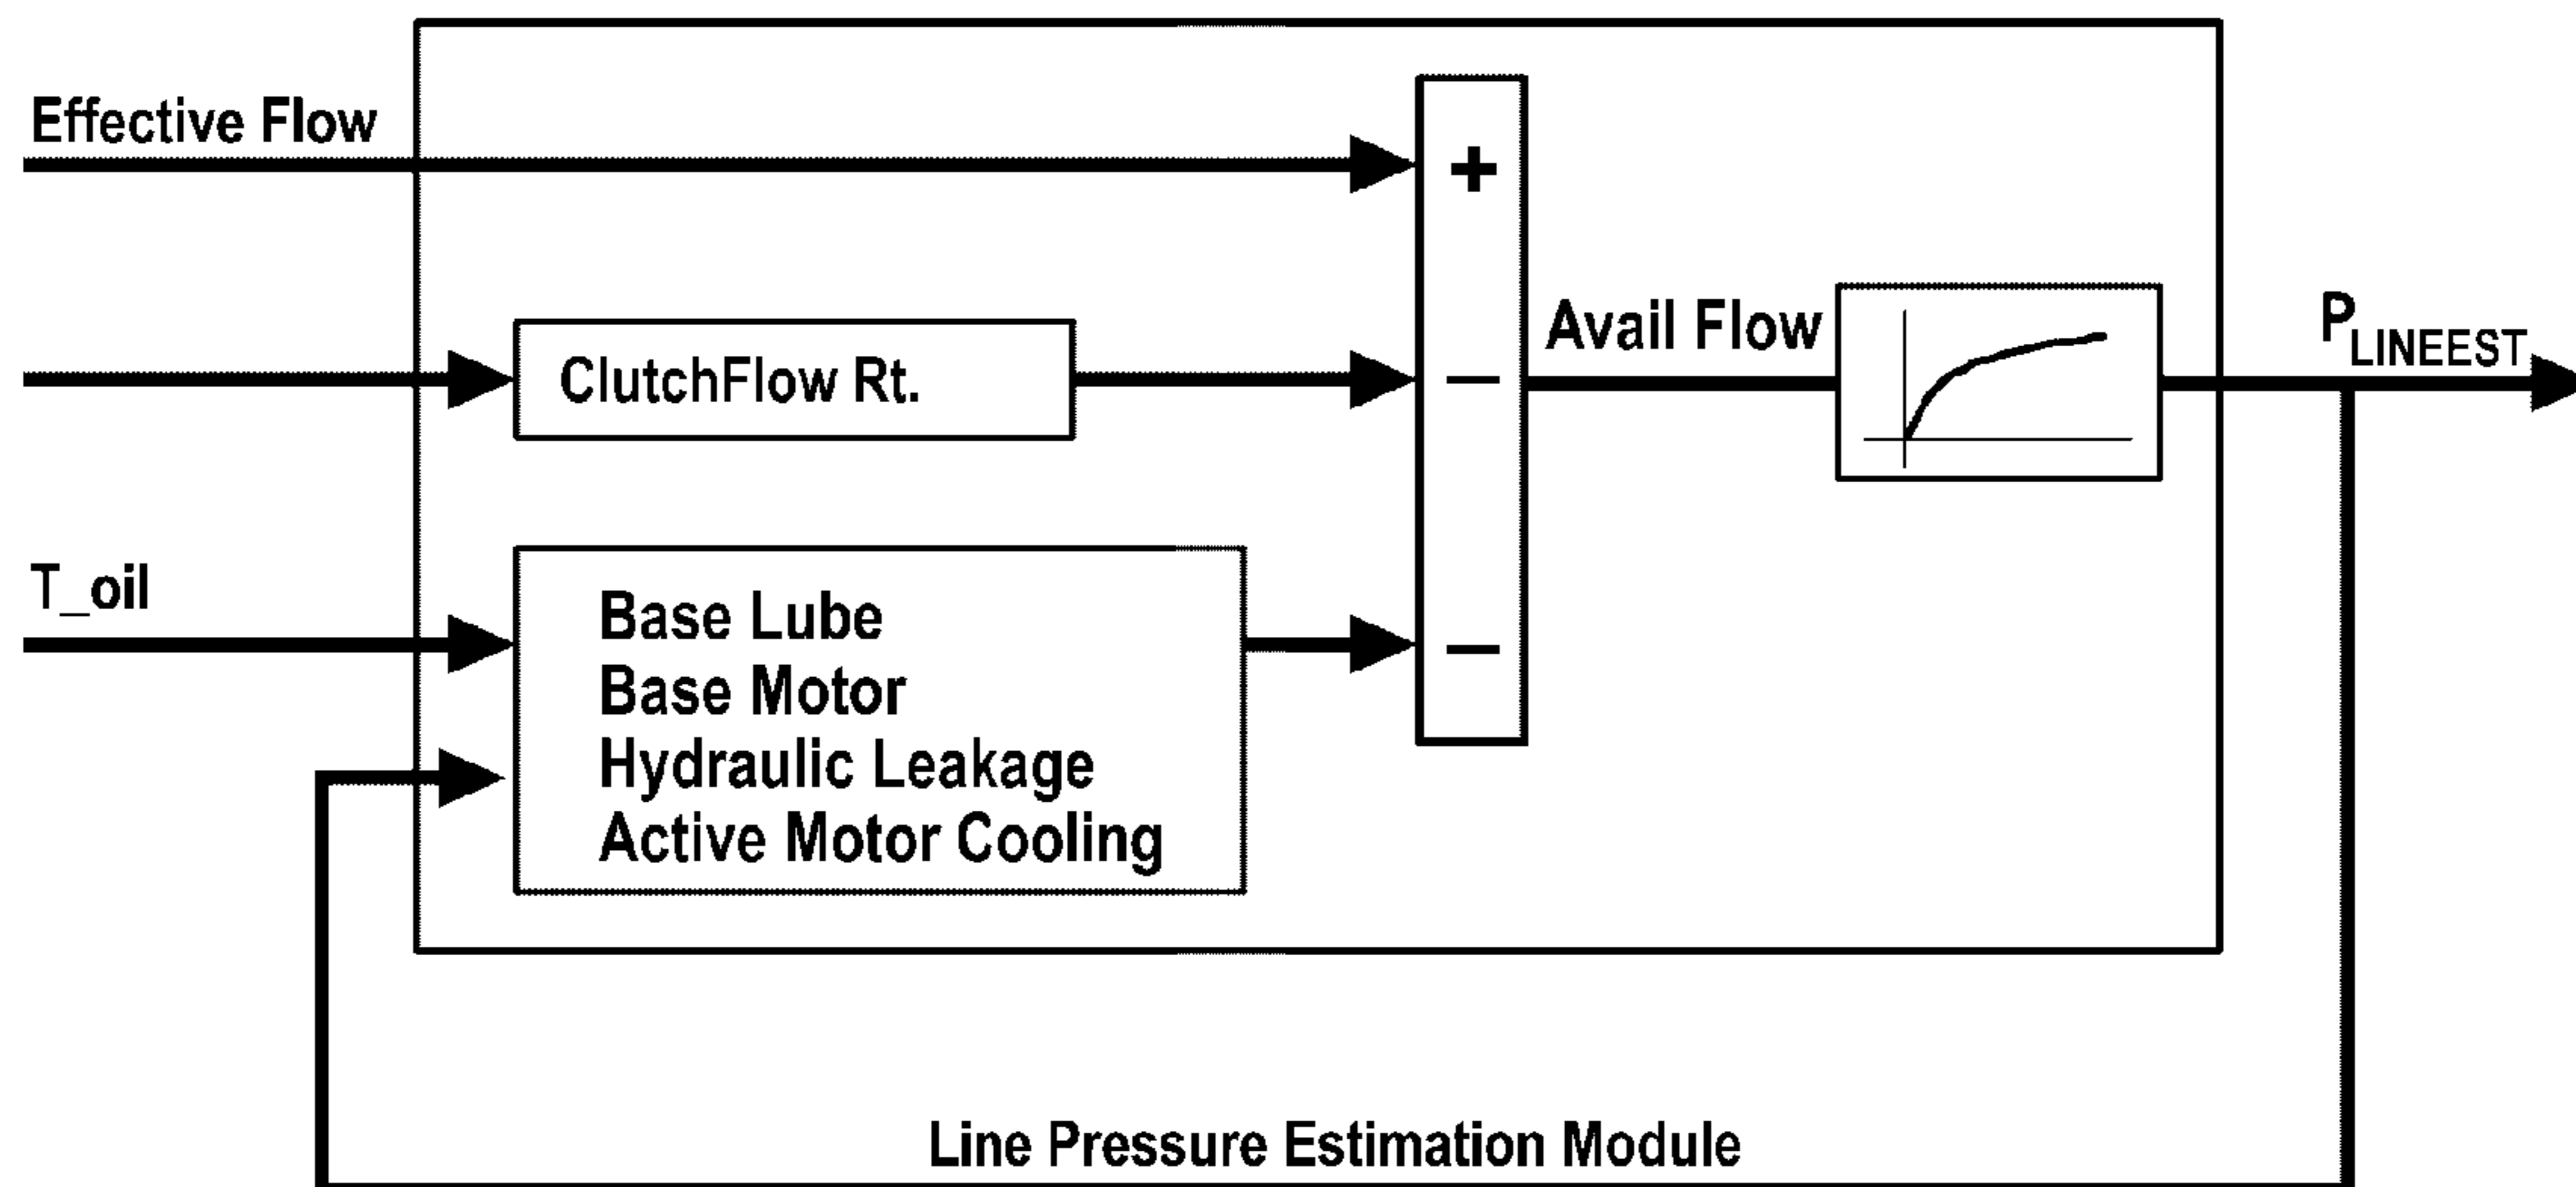 Effective Flow
+
ClutchFlow Rt.
−
Avail Flow
P LINEEST
T_oil
Base Lube
Base Motor
Hydraulic Leakage
Active Motor Cooling
−
Line Pressure Estimation Module